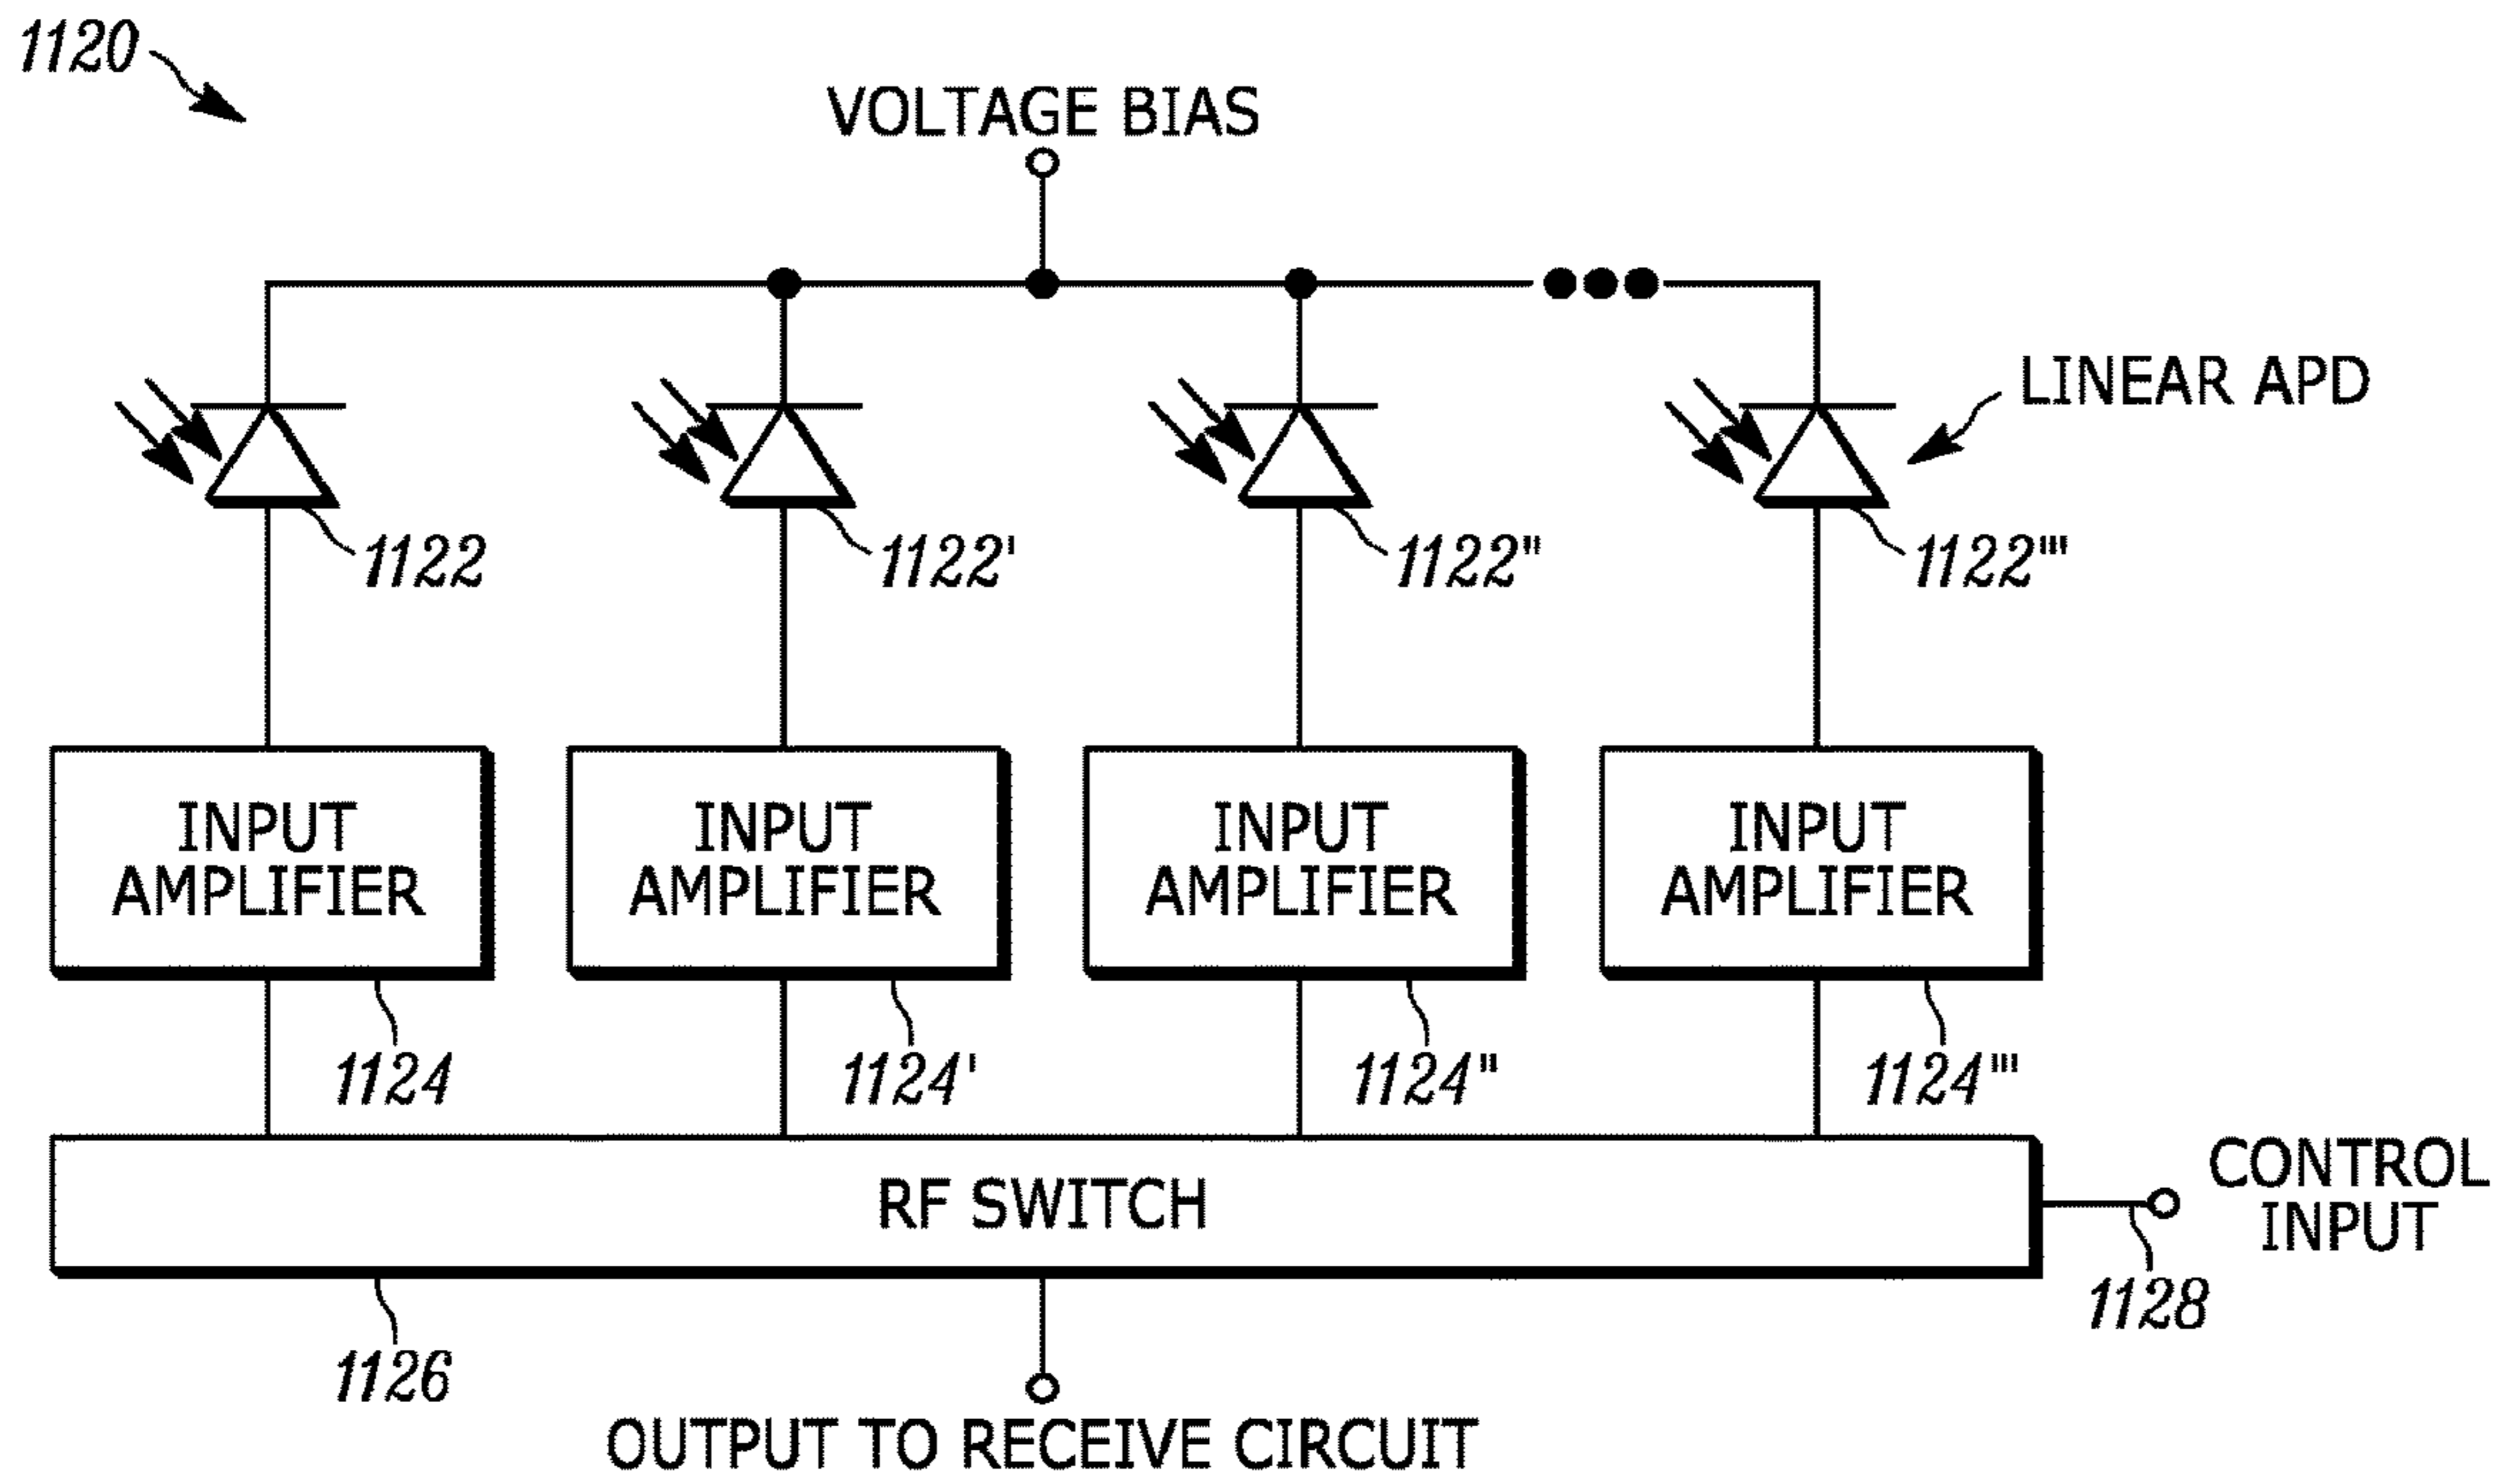 1120
VOLTAGE BIAS
LINEAR APD
1122
1122'
1122"
1122'"
INPUT
AMPLIFIER
INPUT
AMPLIFIER
INPUT
AMPLIFIER
INPUT
AMPLIFIER
1124
1124'
1124"
1124'"
RF SWITCH
CONTROL
INPUT
1128
1126
OUTPUT TO RECEIVE CIRCUIT